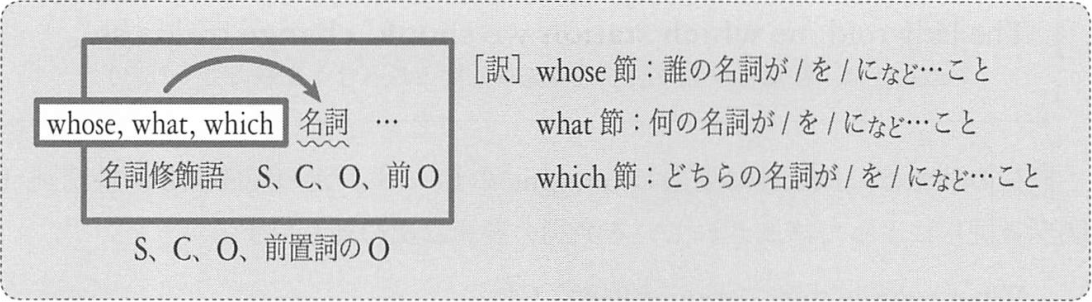 [訳] whose 節：誰の名詞が / を / になど…こと
whose, what, which 名詞 …
what 節：何の名詞が / を / になど…こと
名詞修飾語 S、C、O、前 O
which 節：どちらの名詞が / を / になど…こと
S、C、O、前置詞の O